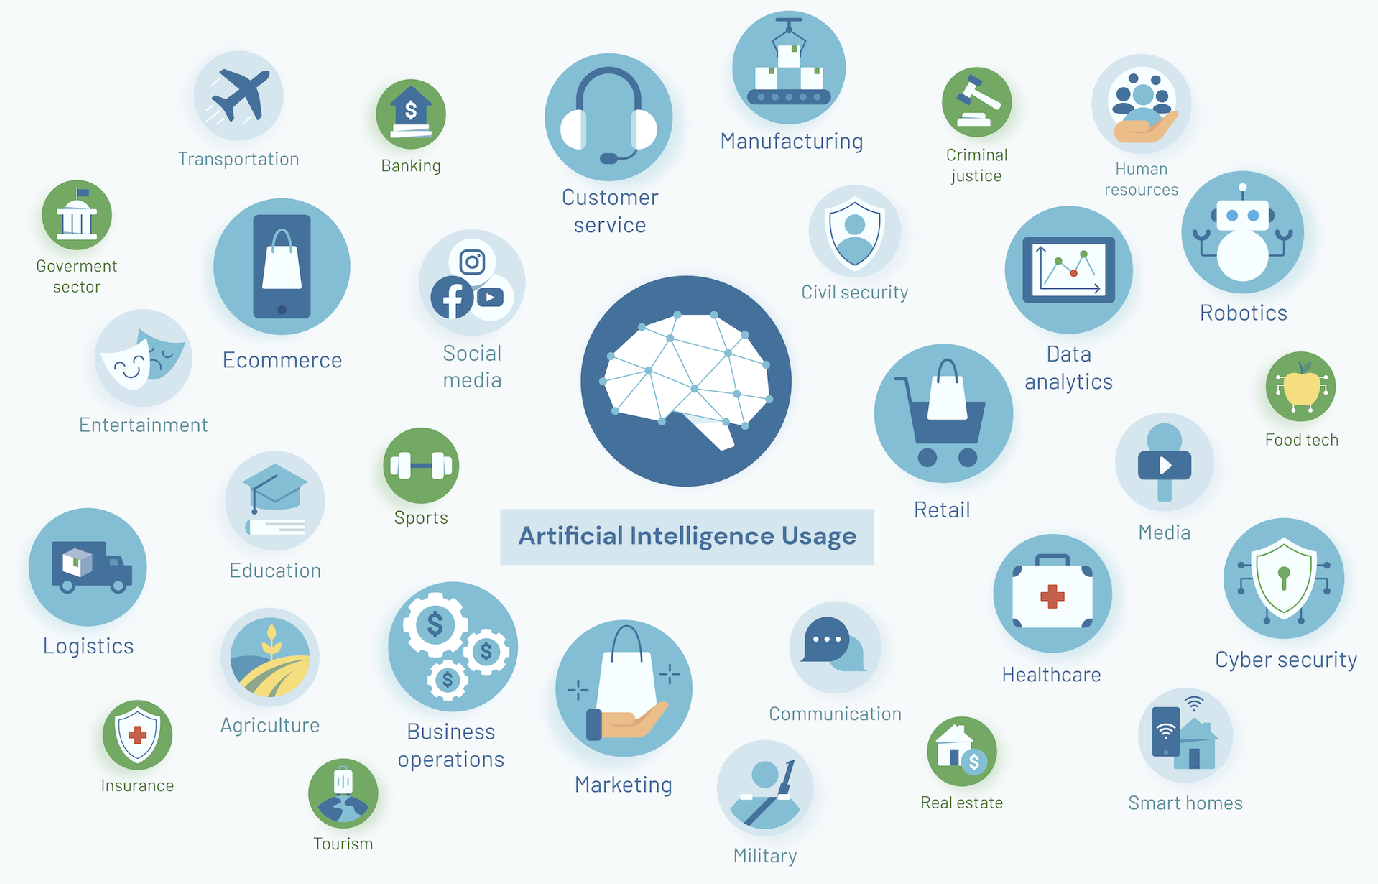 Transportation
Banking
Customer
service
Manufacturing
Criminal
justice
Human
resources
Goverment
sector
Ecommerce
Social
media
Civil security
Data
analytics
Robotics
Entertainment
Sports
Retail
Media
Food tech
Artificial Intelligence Usage
Education
Logistics
Agriculture
Business
operations
Marketing
Communication
Healthcare
Cyber security
Insurance
Tourism
Military
Real estate
Smart homes